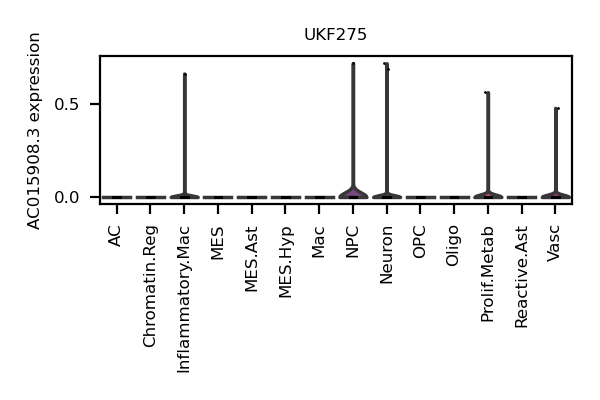 UKF275
AC015908.3 expression
0.5
0.0
AC
Chromatin.Reg
Inflammatory.Mac
MES
MES.Ast
MES.Hyp
Mac
NPC
Neuron
OPC
Oligo
Prolif.Metab
Reactive.Ast
Vasc